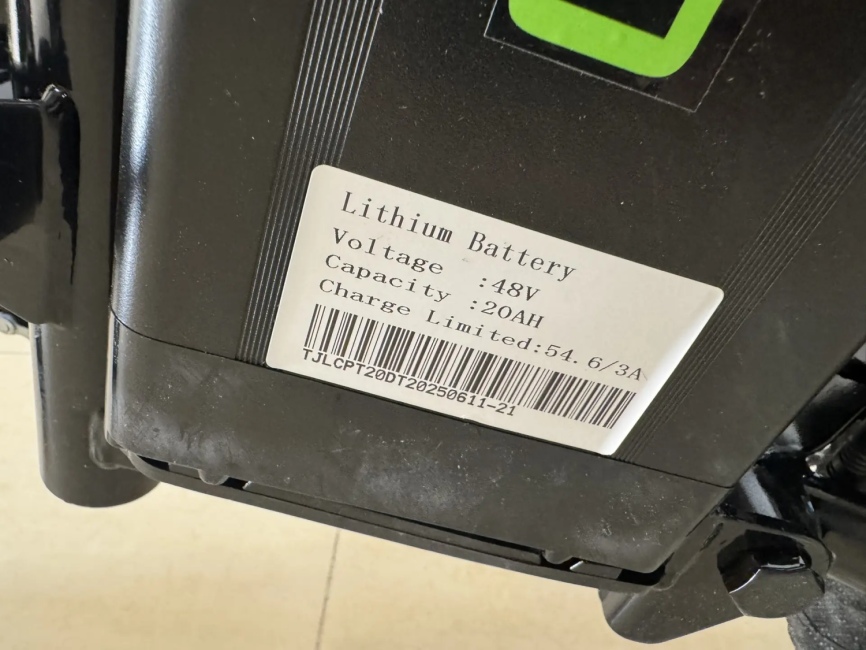 Lithium Battery
Voltage :48V
Capacity :20AH
Charge Limited:54.6/3A
TJLCPT20DT20250611-21